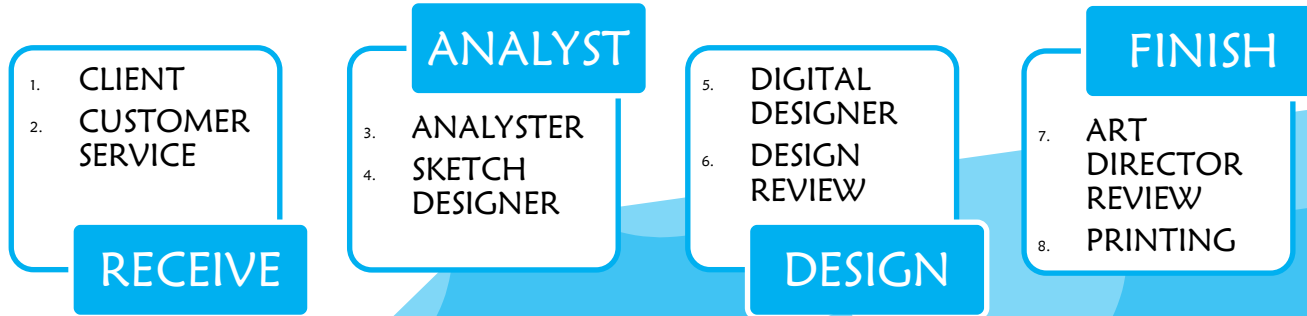 1. CLIENT
2. CUSTOMER
SERVICE
RECEIVE
ANALYST
3. ANALYSTER
4. SKETCH
DESIGNER
5. DIGITAL
DESIGNER
6. DESIGN
REVIEW
DESIGN
FINISH
7. ART
DIRECTOR
REVIEW
8. PRINTING